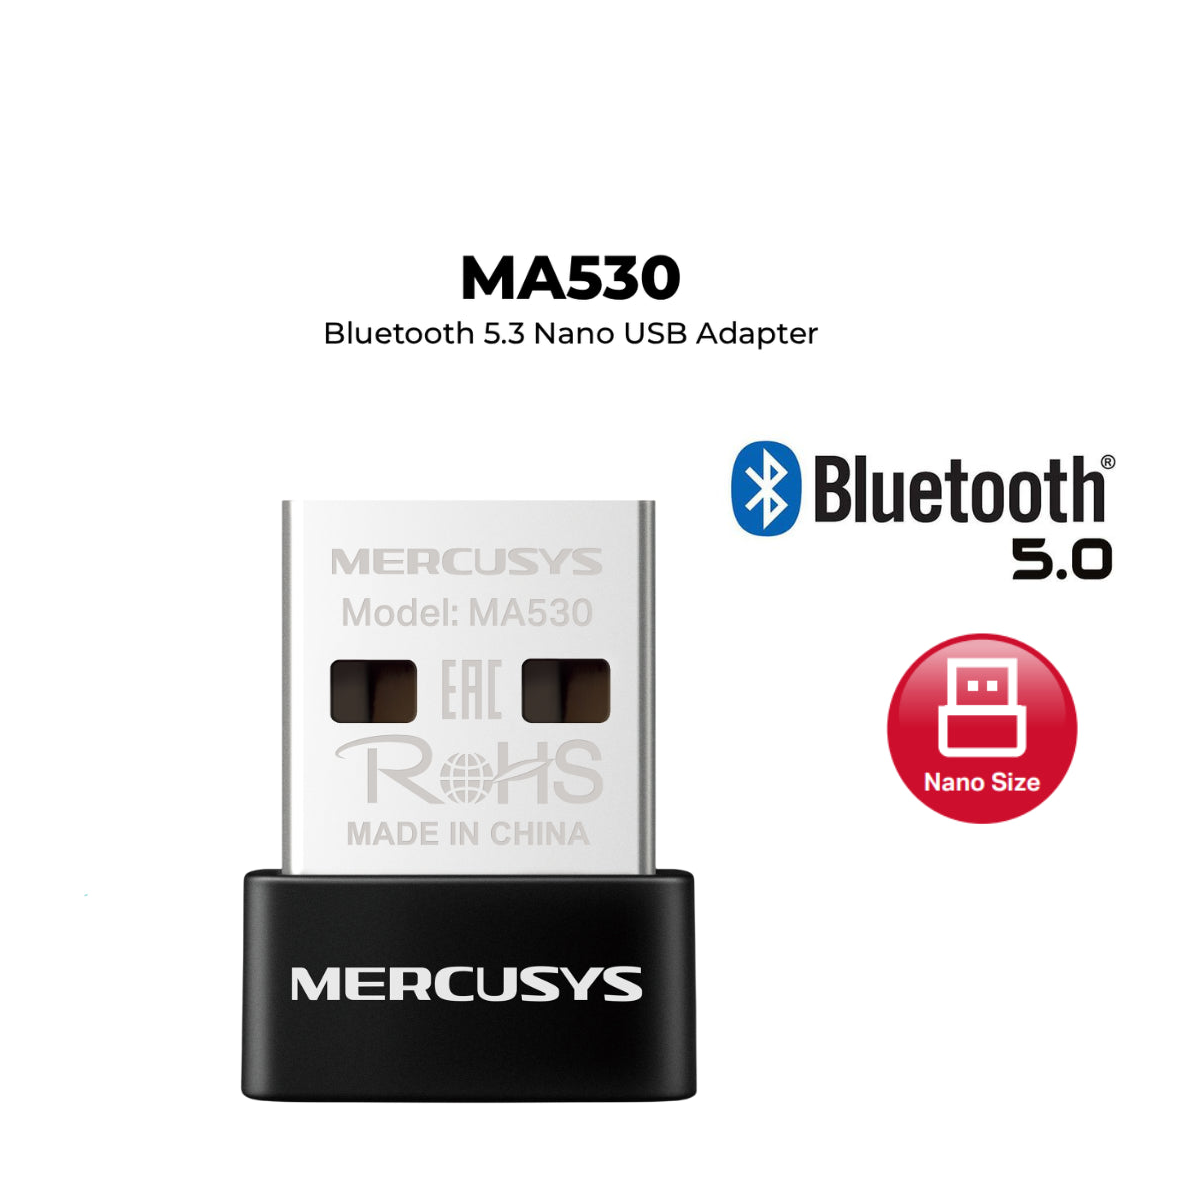 MA530
Bluetooth 5.3 Nano USB Adapter
Bluetooth®
5.0
MERCUSYS
Model: MA530
EAC
RoHS
MADE IN CHINA
Nano Size
MERCUSYS